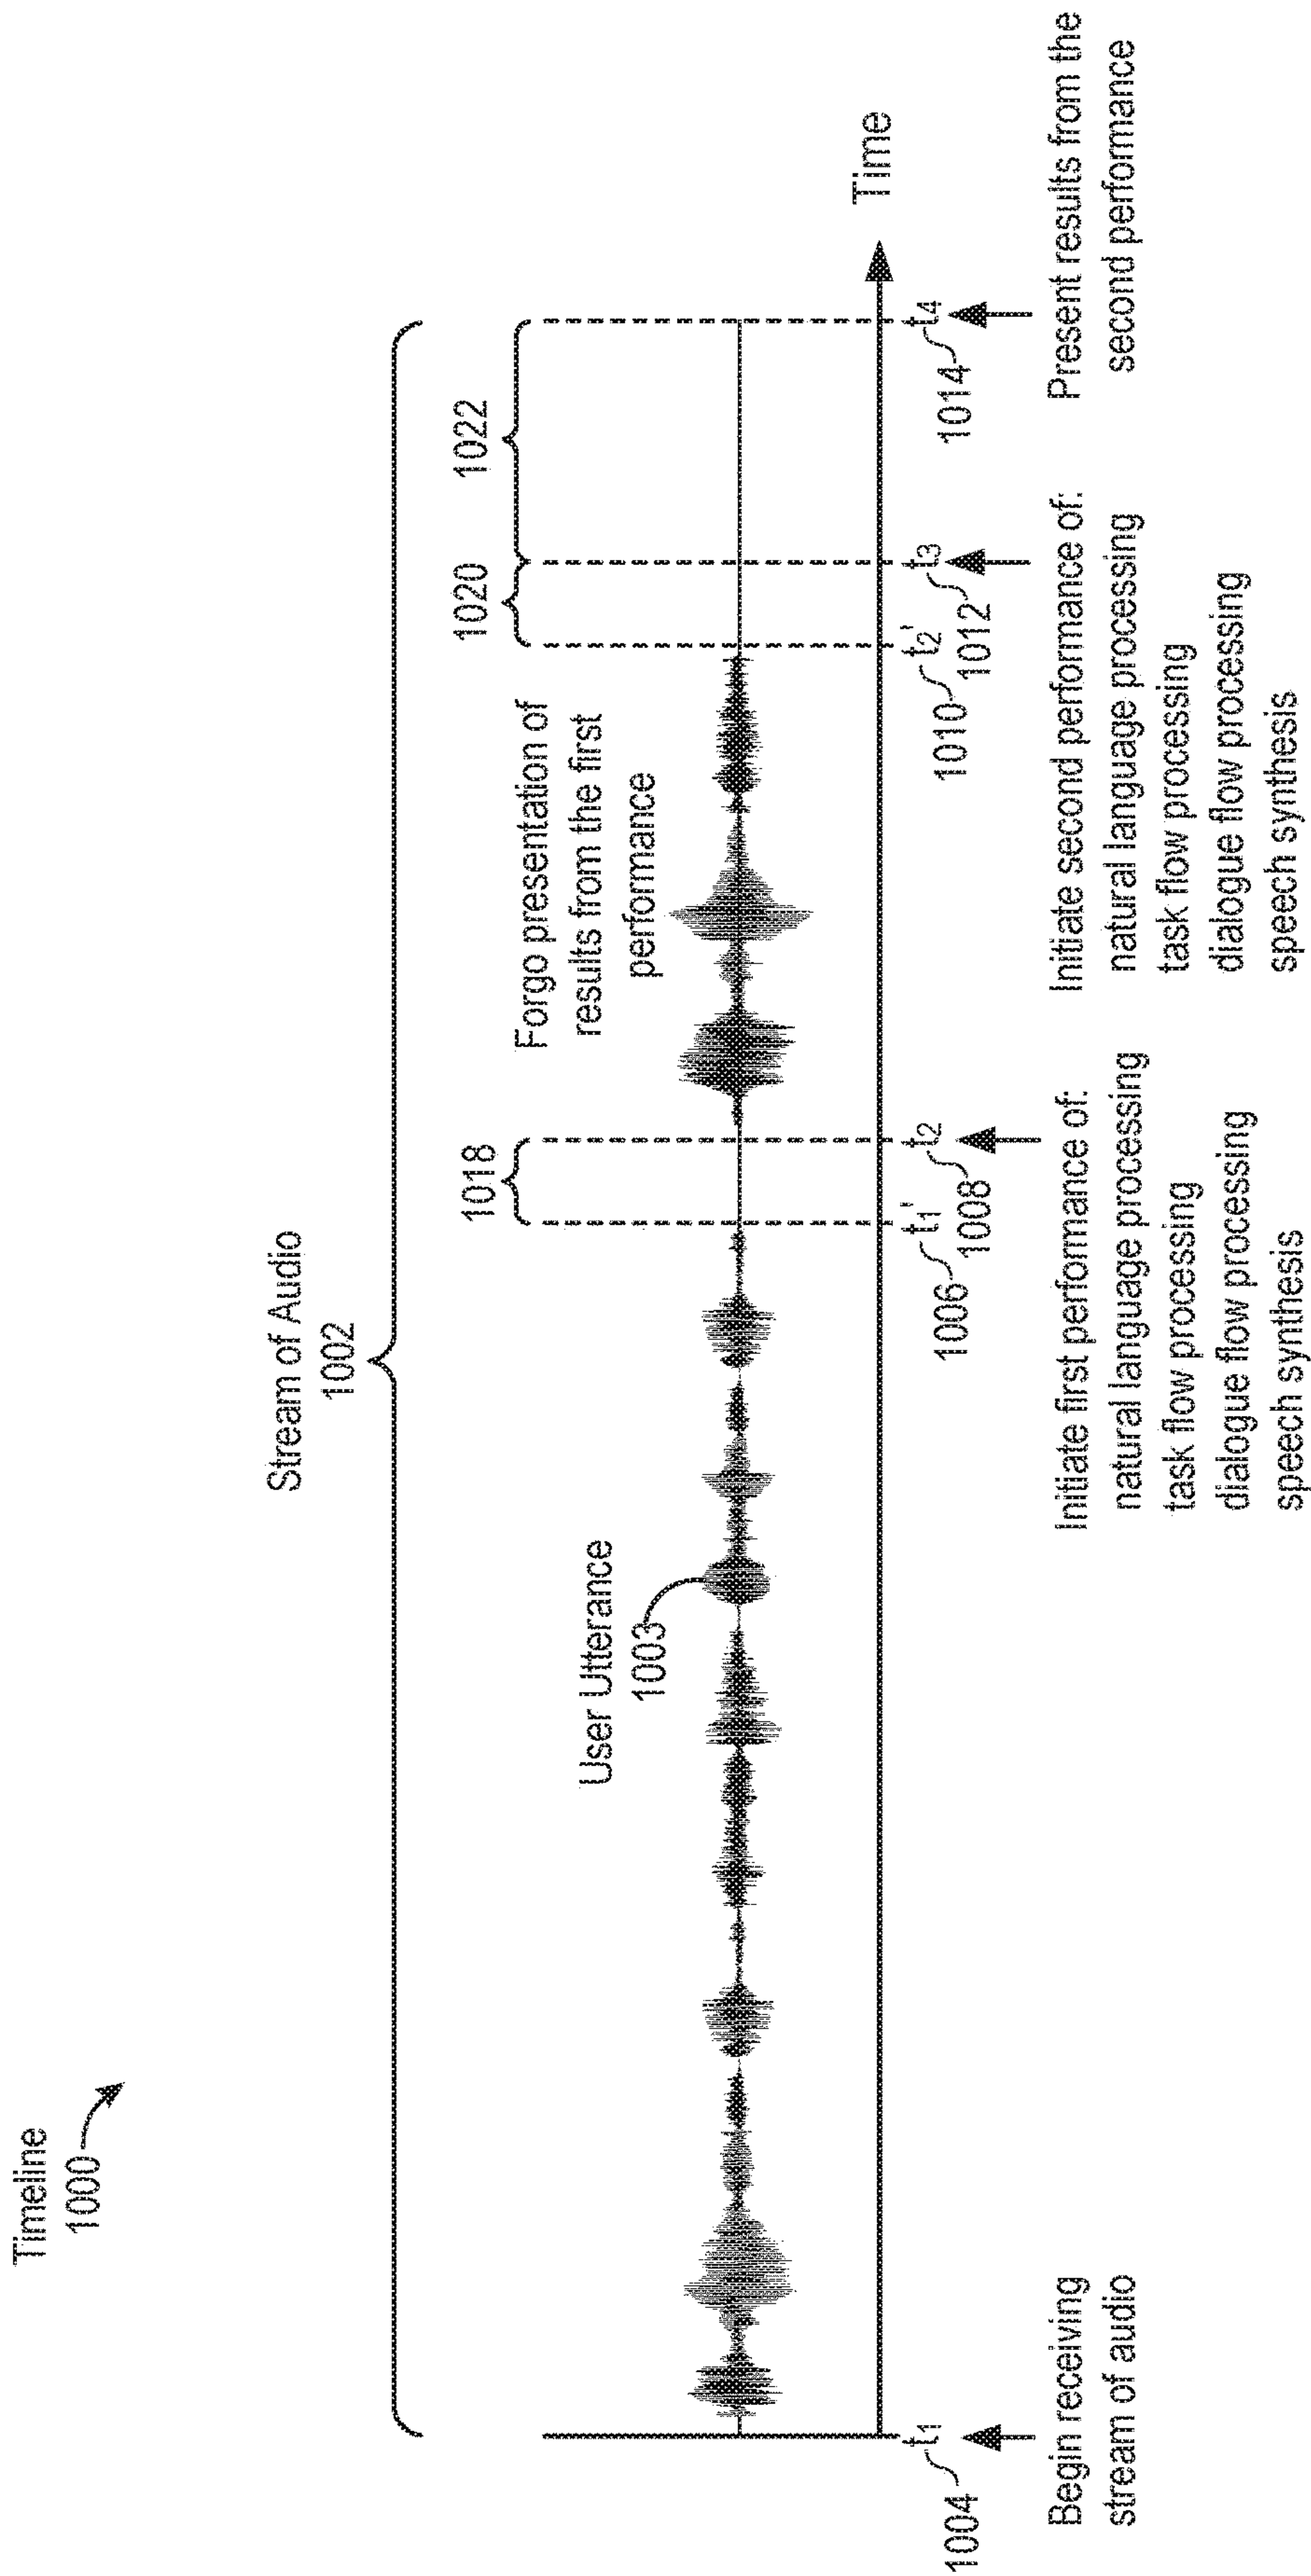 Timeline
1000
Stream of Audio
1002
1018
1020
1022
User Utterance
1003
Forgo presentation of
results from the first
performance
Time
t1
1004
t1'
1006
t2
1008
t2'
1010
t3
1012
t4
1014
Begin receiving
stream of audio
Initiate first performance of:
natural language processing
task flow processing
dialogue flow processing
speech synthesis
Initiate second performance of:
natural language processing
task flow processing
dialogue flow processing
speech synthesis
Present results from the
second performance